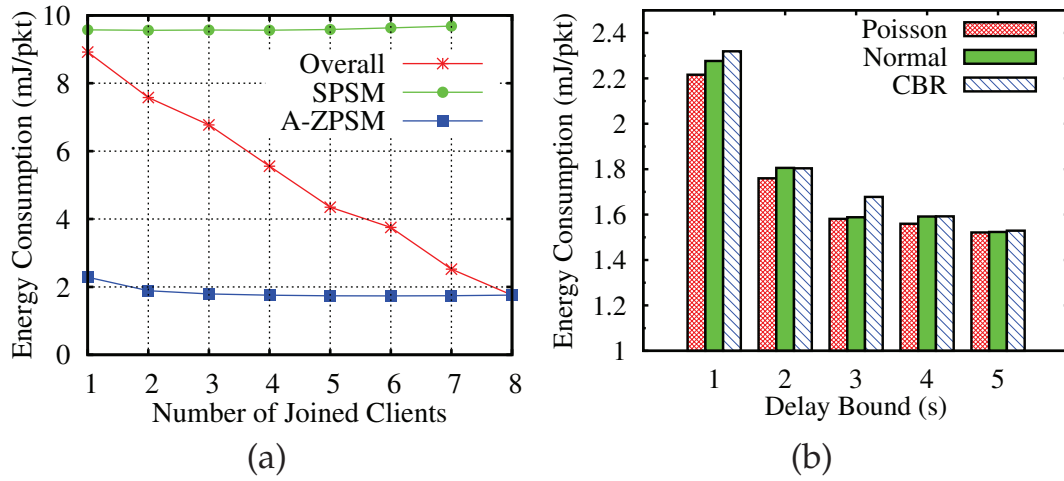 Energy Consumption (mJ/pkt)
10
8
6
4
2
0
Overall
SPSM
A-ZPSM
1 2 3 4 5 6 7 8
Number of Joined Clients
(a)
Energy Consumption (mJ/pkt)
2.4
2.2
2
1.8
1.6
1.4
1.2
1
Poisson
Normal
CBR
1 2 3 4 5
Delay Bound (s)
(b)